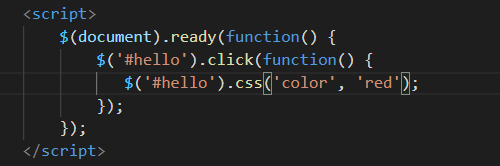 <script>
$(document).ready(function() {
$('#hello').click(function() {
$('#hello').css('color', 'red');
});
});
</script>